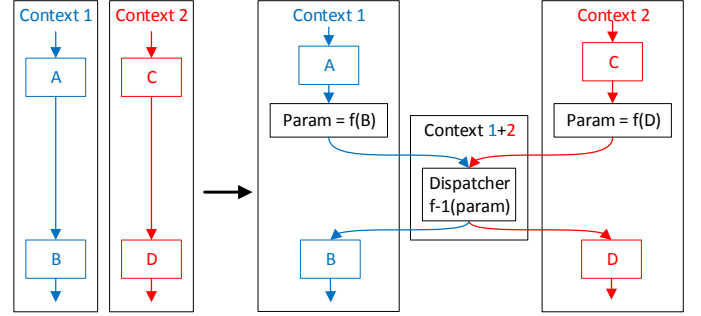 Context 1
A
B
Context 2
C
D
Context 1
A
Param = f(B)
B
Context 1+2
Dispatcher
f-1(param)
Context 2
C
Param = f(D)
D